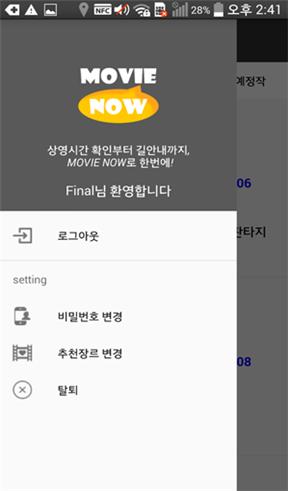 NFC 28% 오후 2:41
MOVIE
NOW
예정작
상영시간 확인부터 길안내까지,
MOVIE NOW로 한번에!
06
Final님 환영합니다
판타지
로그아웃
setting
비밀번호 변경
추천장르 변경
08
탈퇴